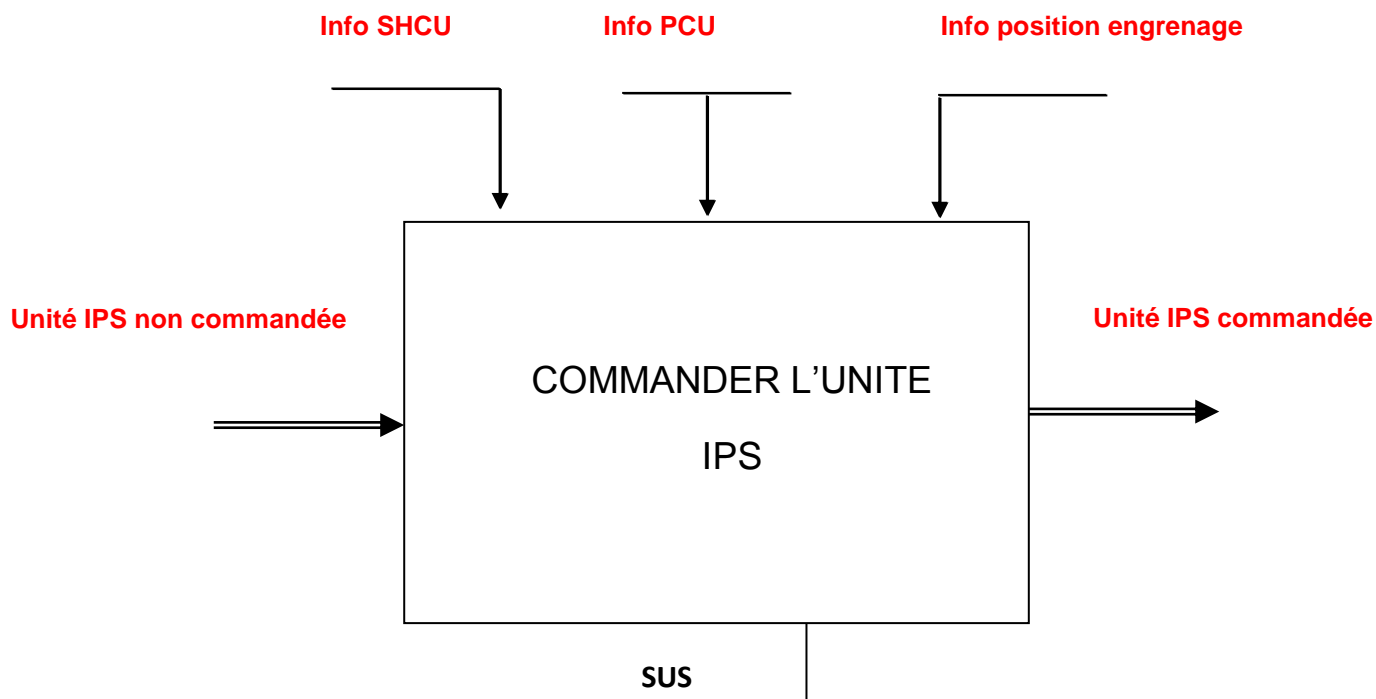 Info SHCU
Info PCU
Info position engrenage
Unité IPS non commandée
Unité IPS commandée
COMMANDER L’UNITE
IPS
SUS